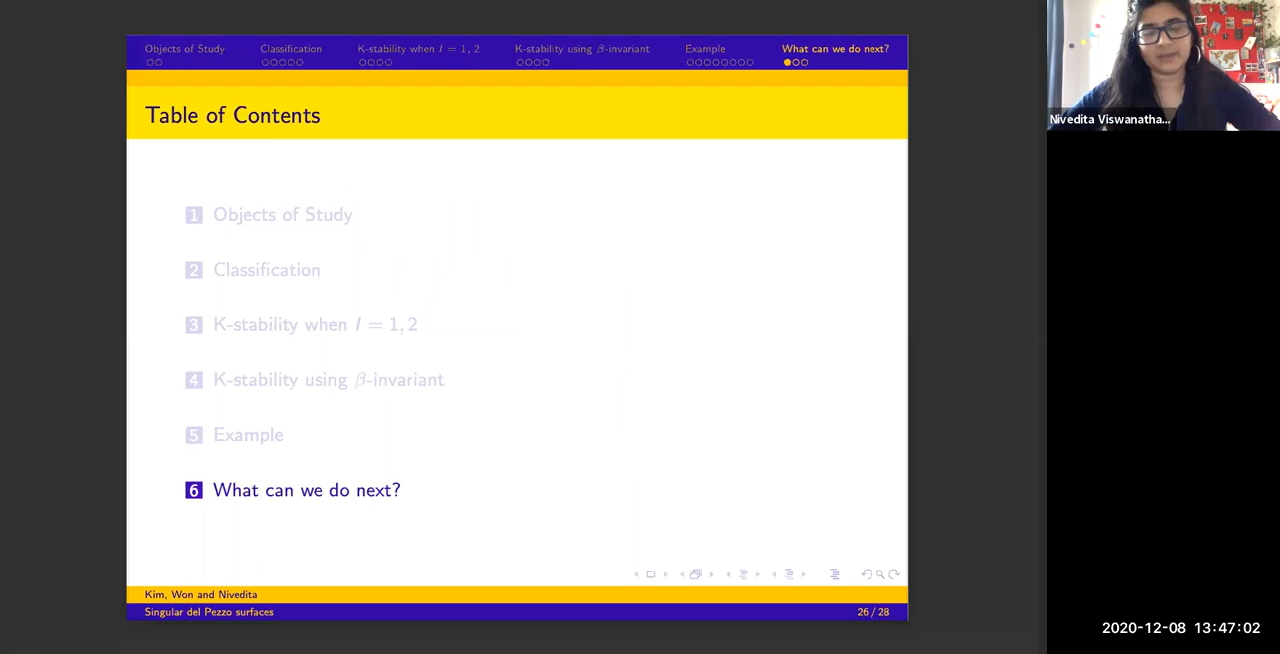 Objects of Study
Classification
K-stability when l = 1, 2
K-stability using β-invariant
Example
What can we do next?
Table of Contents
1 Objects of Study
2 Classification
3 K-stability when l = 1, 2
4 K-stability using β-invariant
5 Example
6 What can we do next?
Kim, Won and Nivedita
Singular del Pezzo surfaces
26 / 28
Nivedita Viswanatha...
2020-12-08 13:47:02